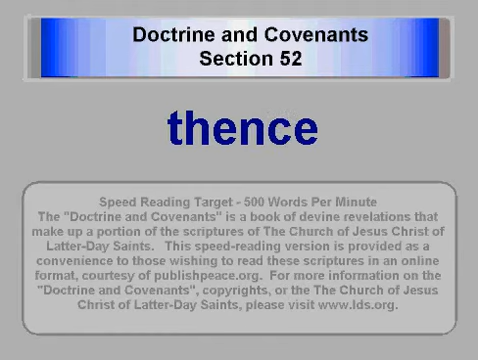 Doctrine and Covenants
Section 52
thence
Speed Reading Target - 500 Words Per Minute
The "Doctrine and Covenants" is a book of devine revelations that
make up a portion of the scriptures of The Church of Jesus Christ of
Latter-Day Saints. This speed-reading version is provided as a
convenience to those wishing to read these scriptures in an online
format, courtesy of publishpeace.org. For more information on the
"Doctrine and Covenants", copyrights, or the The Church of Jesus
Christ of Latter-Day Saints, please visit www.lds.org.